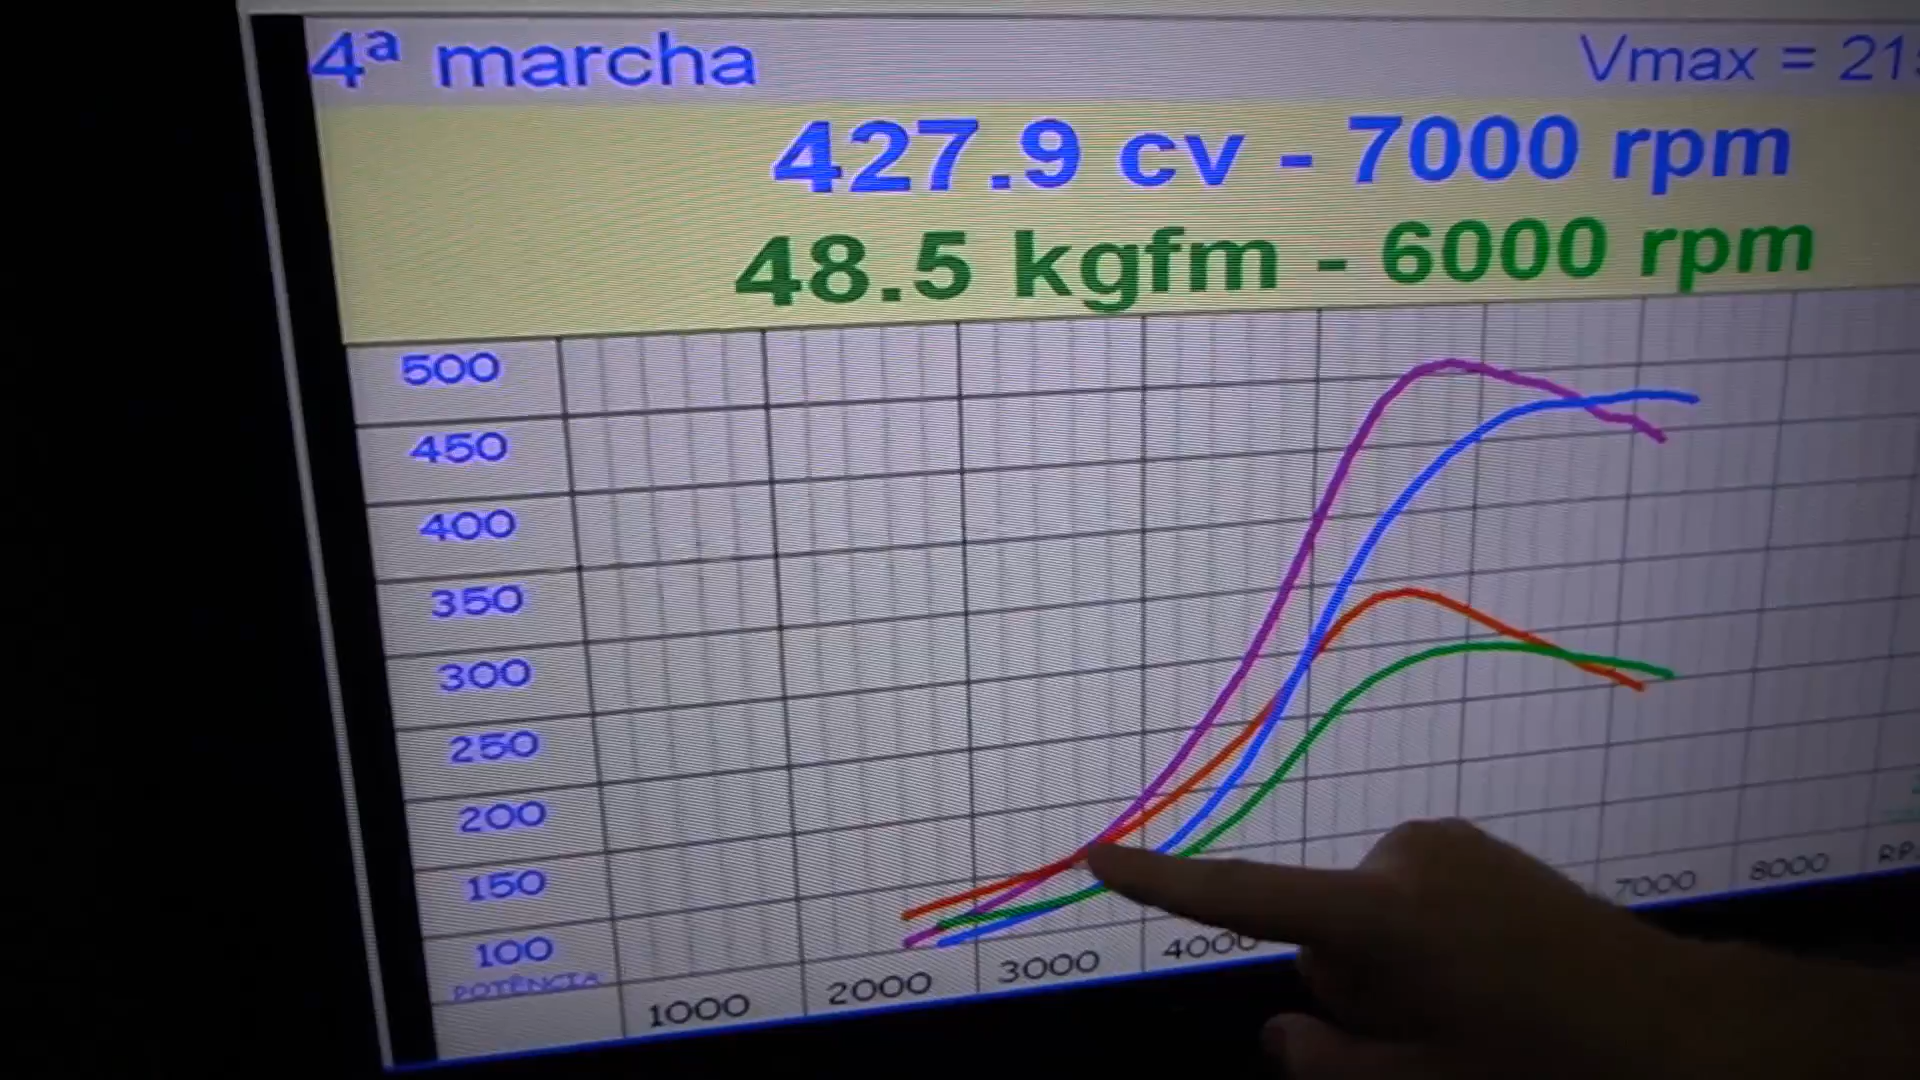 4ª marcha
Vmax = 21
427.9 cv - 7000 rpm
48.5 kgfm - 6000 rpm
500
450
400
350
300
250
200
150
100
POTÊNCIA
1000 2000 3000 4000 7000 8000